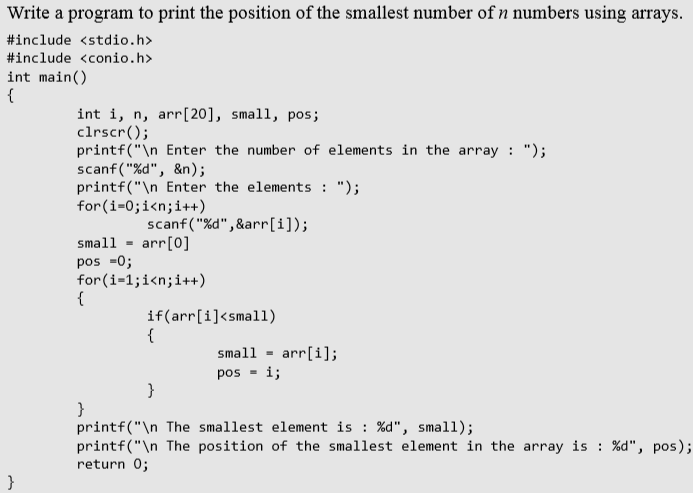 Write a program to print the position of the smallest number of n numbers using arrays.
#include <stdio.h>
#include <conio.h>
int main()
{
int i, n, arr[20], small, pos;
clrscr();
printf("\n Enter the number of elements in the array : ");
scanf("%d", &n);
printf("\n Enter the elements : ");
for(i=0;i<n;i++)
scanf("%d",&arr[i]);
small = arr[0]
pos =0;
for(i=1;i<n;i++)
{
if(arr[i]<small)
{
small = arr[i];
pos = i;
}
}
printf("\n The smallest element is : %d", small);
printf("\n The position of the smallest element in the array is : %d", pos);
return 0;
}